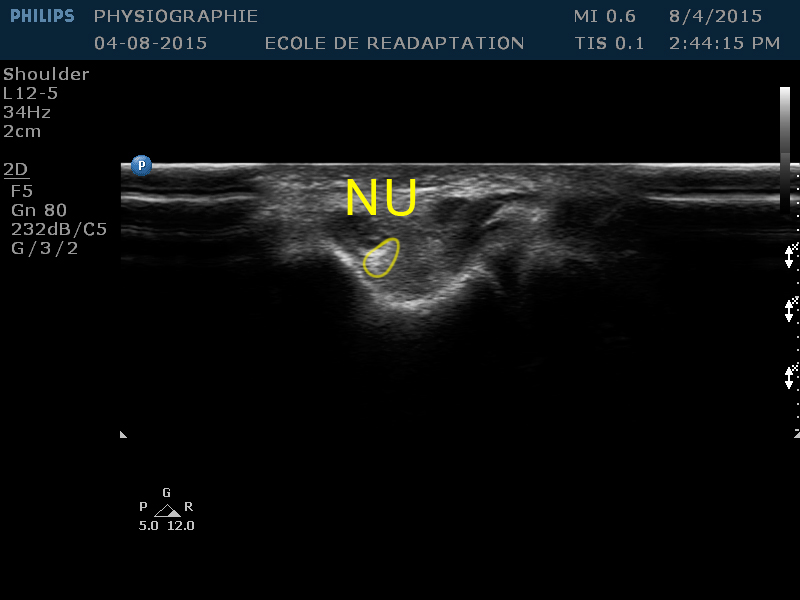 PHILIPS PHYSIOGRAPHIE MI 0.6 8/4/2015
04-08-2015 ECOLE DE READAPTATION TIS 0.1 2:44:15 PM
Shoulder
L12-5
34Hz
2cm
2D
F5
Gn 80
232dB/C5
G/3/2
P
NU
G
P R
5.0 12.0